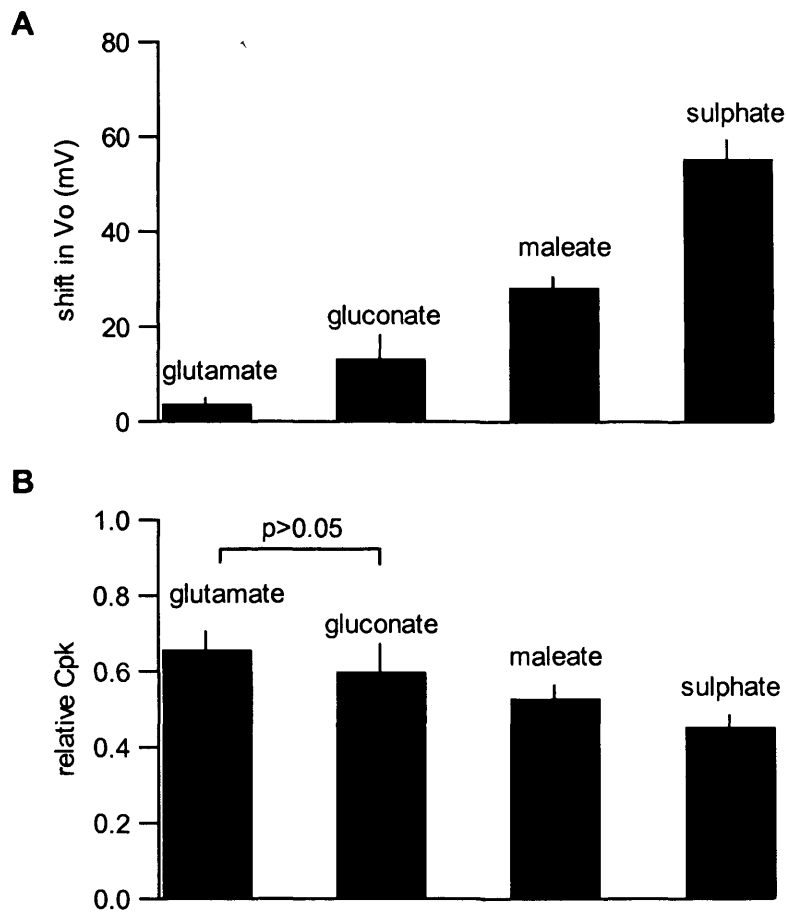 A
80
60
40
20
0
shift in Vo (mV)
glutamate
gluconate
maleate
sulphate
B
1.0
0.8
0.6
0.4
0.2
0.0
relative Cpk
p>0.05
glutamate
gluconate
maleate
sulphate